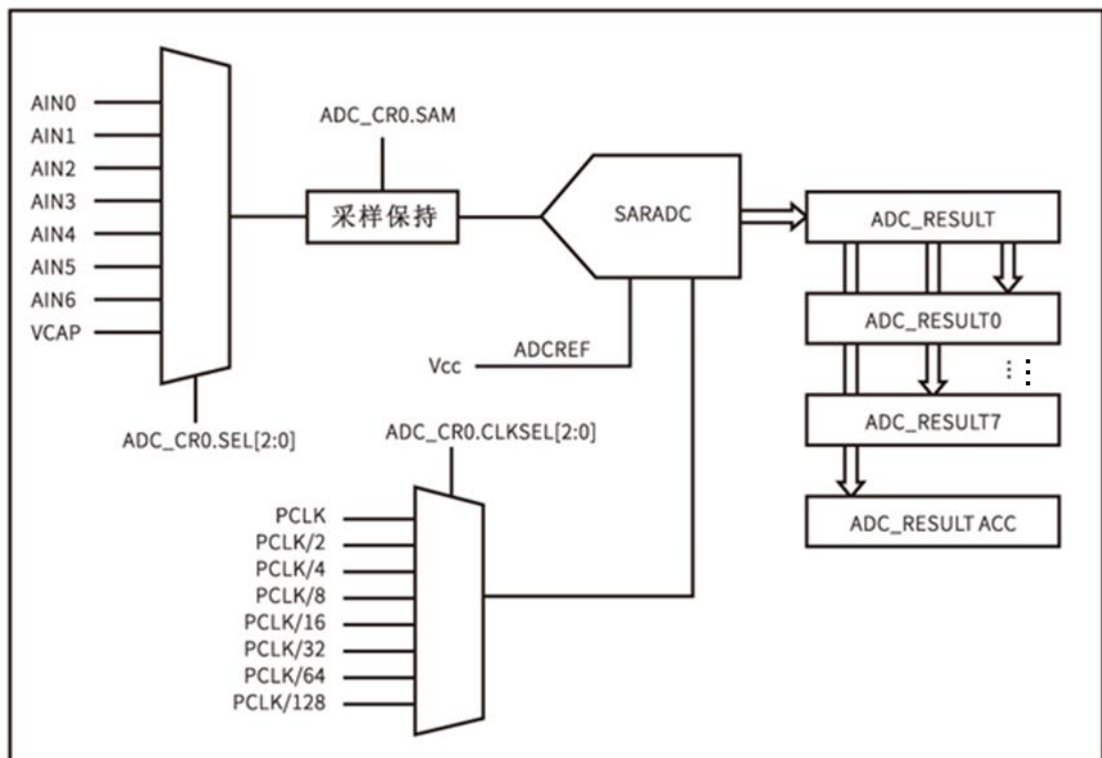 AIN0
AIN1
AIN2
AIN3
AIN4
AIN5
AIN6
VCAP
ADC_CR0.SEL[2:0]
ADC_CR0.SAM
采样保持
SARADC
ADCREF
Vcc
ADC_CR0.CLKSEL[2:0]
PCLK
PCLK/2
PCLK/4
PCLK/8
PCLK/16
PCLK/32
PCLK/64
PCLK/128
ADC_RESULT
ADC_RESULT0
ADC_RESULT7
ADC_RESULT ACC